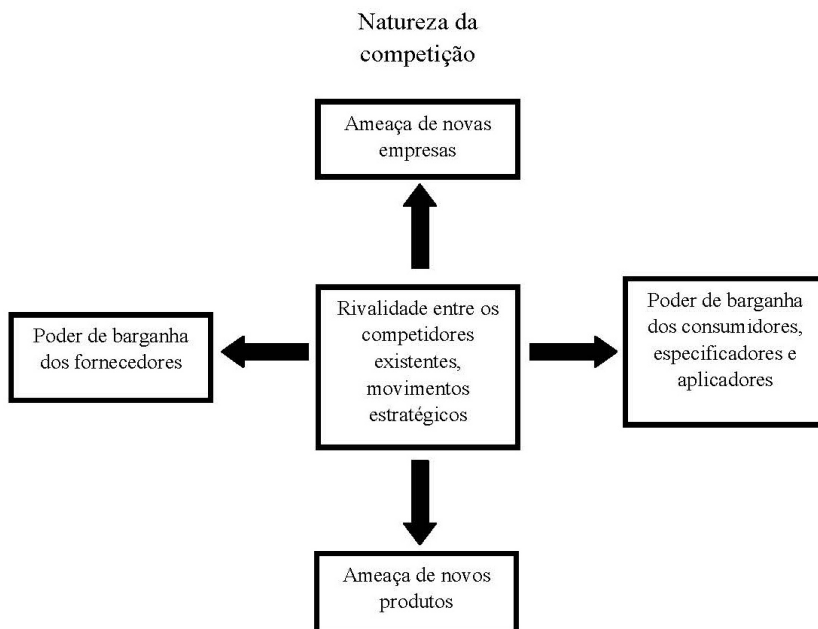 Natureza da
competição
Ameaça de novas
empresas
Poder de barganha
dos fornecedores
Rivalidade entre os
competidores
existentes,
movimentos
estratégicos
Poder de barganha
dos consumidores,
especificadores e
aplicadores
Ameaça de novos
produtos